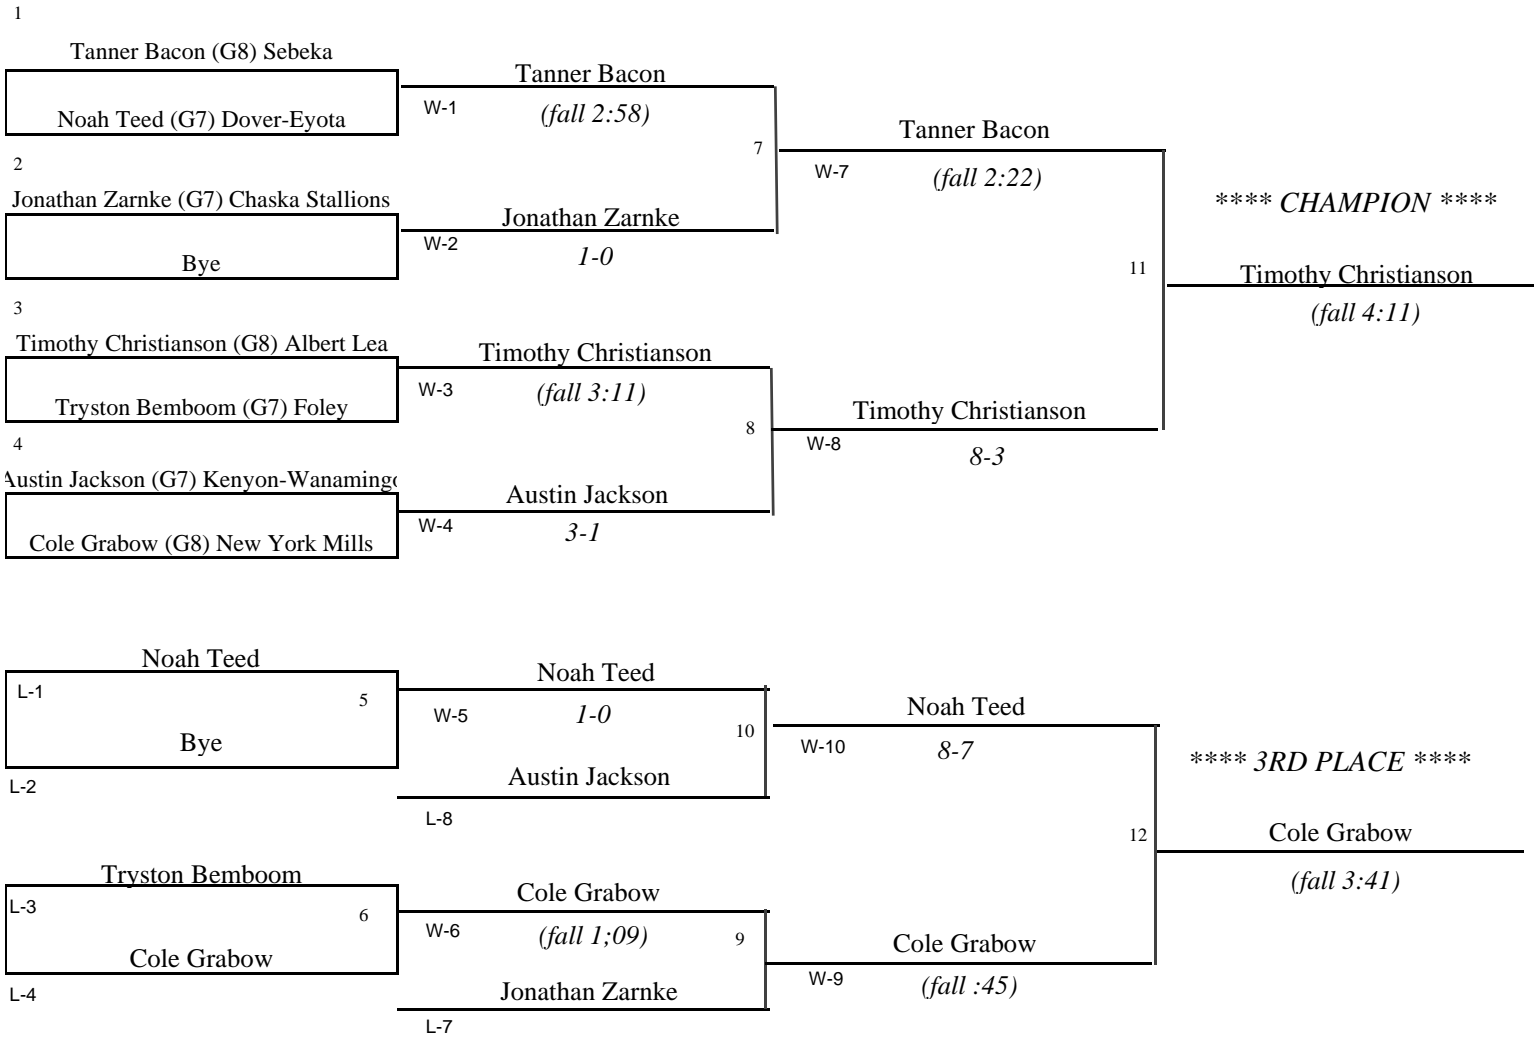 1
Tanner Bacon (G8) Sebeka
Tanner Bacon
W-1
(fall 2:58)
Noah Teed (G7) Dover-Eyota
Tanner Bacon
7
2
W-7
(fall 2:22)
Jonathan Zarnke (G7) Chaska Stallions
**** CHAMPION ****
Jonathan Zarnke
W-2
1-0
Bye
11
Timothy Christianson
(fall 4:11)
3
Timothy Christianson (G8) Albert Lea
Timothy Christianson
W-3
(fall 3:11)
Tryston Bemboom (G7) Foley
Timothy Christianson
8
4
W-8
8-3
Austin Jackson (G7) Kenyon-Wanamingo
Austin Jackson
W-4
3-1
Cole Grabow (G8) New York Mills
Noah Teed
Noah Teed
L-1
5
W-5
1-0
Noah Teed
10
Bye
W-10
8-7
**** 3RD PLACE ****
Austin Jackson
L-2
L-8
12
Cole Grabow
Tryston Bemboom
(fall 3:41)
Cole Grabow
L-3
6
W-6
(fall 1;09)
9
Cole Grabow
Cole Grabow
W-9
(fall :45)
Jonathan Zarnke
L-4
L-7